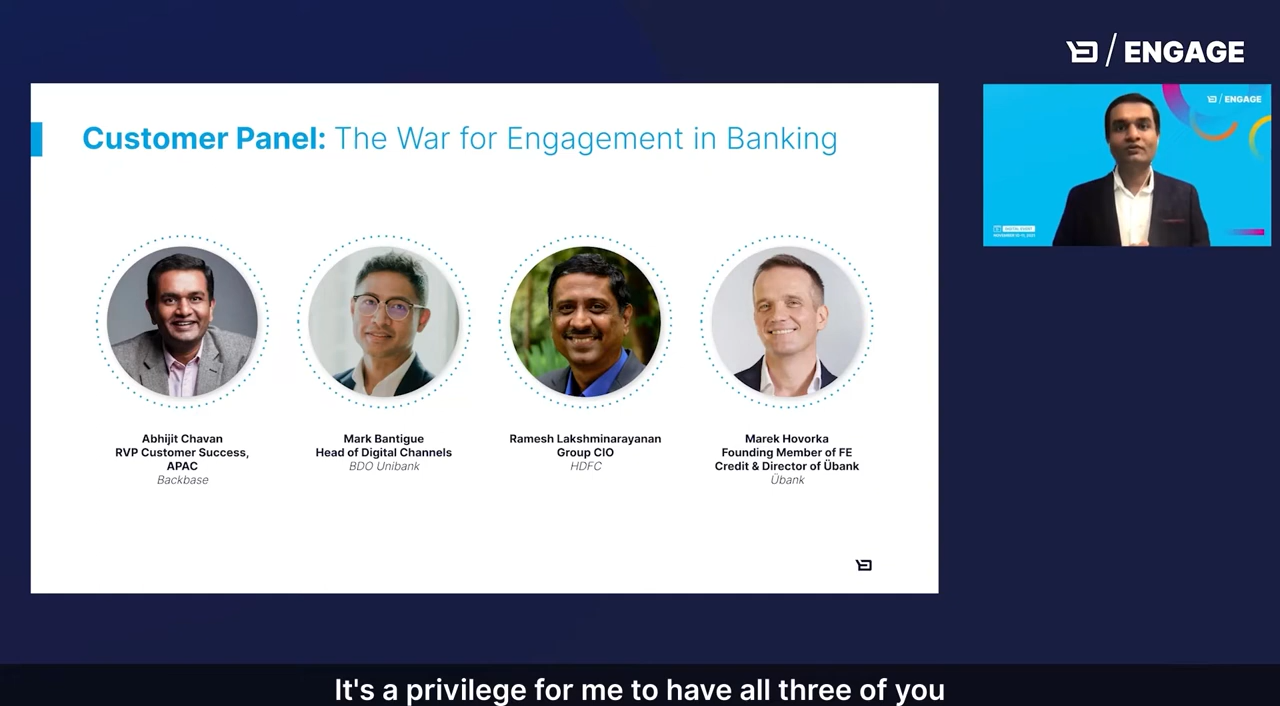 / ENGAGE
Customer Panel: The War for Engagement in Banking
/ ENGAGE
Abhijit Chavan
RVP Customer Success,
APAC
Backbase
Mark Bantigue
Head of Digital Channels
BDO Unibank
Ramesh Lakshminarayanan
Group CIO
HDFC
Marek Hovorka
Founding Member of FE
Credit & Director of Übank
Übank
It's a privilege for me to have all three of you